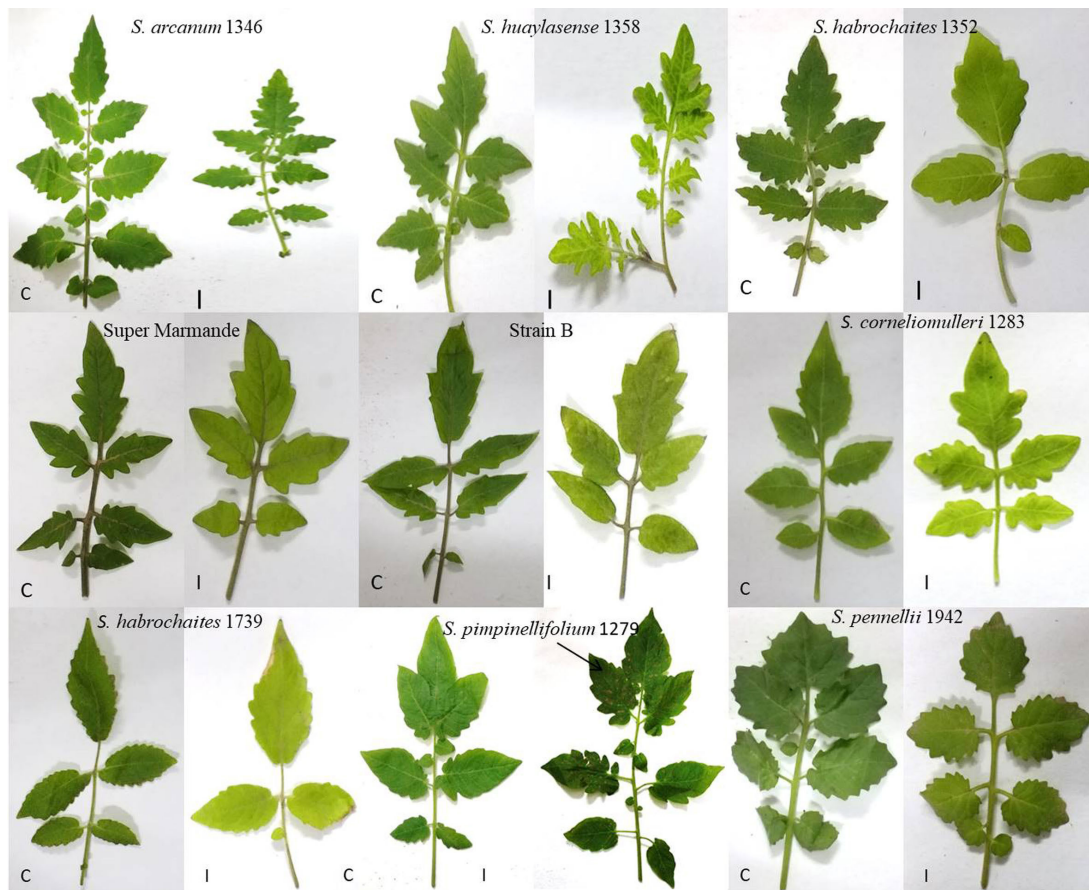 S. arcanum 1346
S. huaylasense 1358
S. habrochaites 1352
C
I
C
I
C
I
Super Marmande
Strain B
S. corneliomulleri 1283
C
I
C
I
C
I
S. habrochaites 1739
S. pimpinellifolium 1279
S. pennellii 1942
C
I
C
I
C
I